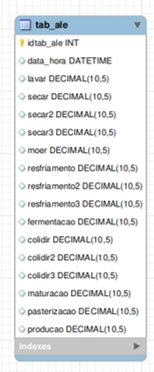 tab_ale
idtab_ale INT
data_hora DATETIME
lavar DECIMAL(10,5)
secar DECIMAL(10,5)
secar2 DECIMAL(10,5)
secar3 DECIMAL(10,5)
moer DECIMAL(10,5)
resfriamento DECIMAL(10,5)
resfriamento2 DECIMAL(10,5)
resfriamento3 DECIMAL(10,5)
fermentacao DECIMAL(10,5)
colidir DECIMAL(10,5)
colidir2 DECIMAL(10,5)
colidir3 DECIMAL(10,5)
maturacao DECIMAL(10,5)
pasterizacao DECIMAL(10,5)
producao DECIMAL(10,5)
Indexes